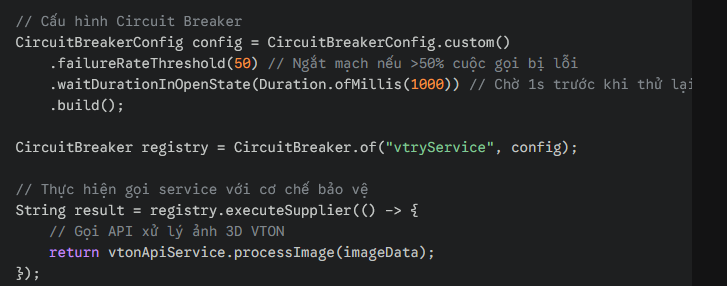 // Cấu hình Circuit Breaker
CircuitBreakerConfig config = CircuitBreakerConfig.custom()
    .failureRateThreshold(50) // Ngắt mạch nếu >50% cuộc gọi bị lỗi
    .waitDurationInOpenState(Duration.ofMillis(1000)) // Chờ 1s trước khi thử lại
    .build();

CircuitBreaker registry = CircuitBreaker.of("vtryService", config);

// Thực hiện gọi service với cơ chế bảo vệ
String result = registry.executeSupplier(() -> {
    // Gọi API xử lý ảnh 3D VTON
    return vtonApiService.processImage(imageData);
});